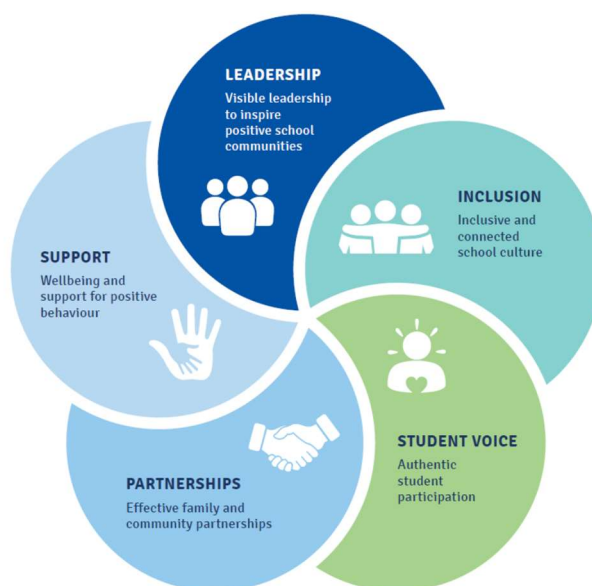 LEADERSHIP
Visible leadership
to inspire
positive school
communities
INCLUSION
Inclusive and
connected
school culture
STUDENT VOICE
Authentic
student
participation
PARTNERSHIPS
Effective family and
community partnerships
SUPPORT
Wellbeing and
support for positive
behaviour